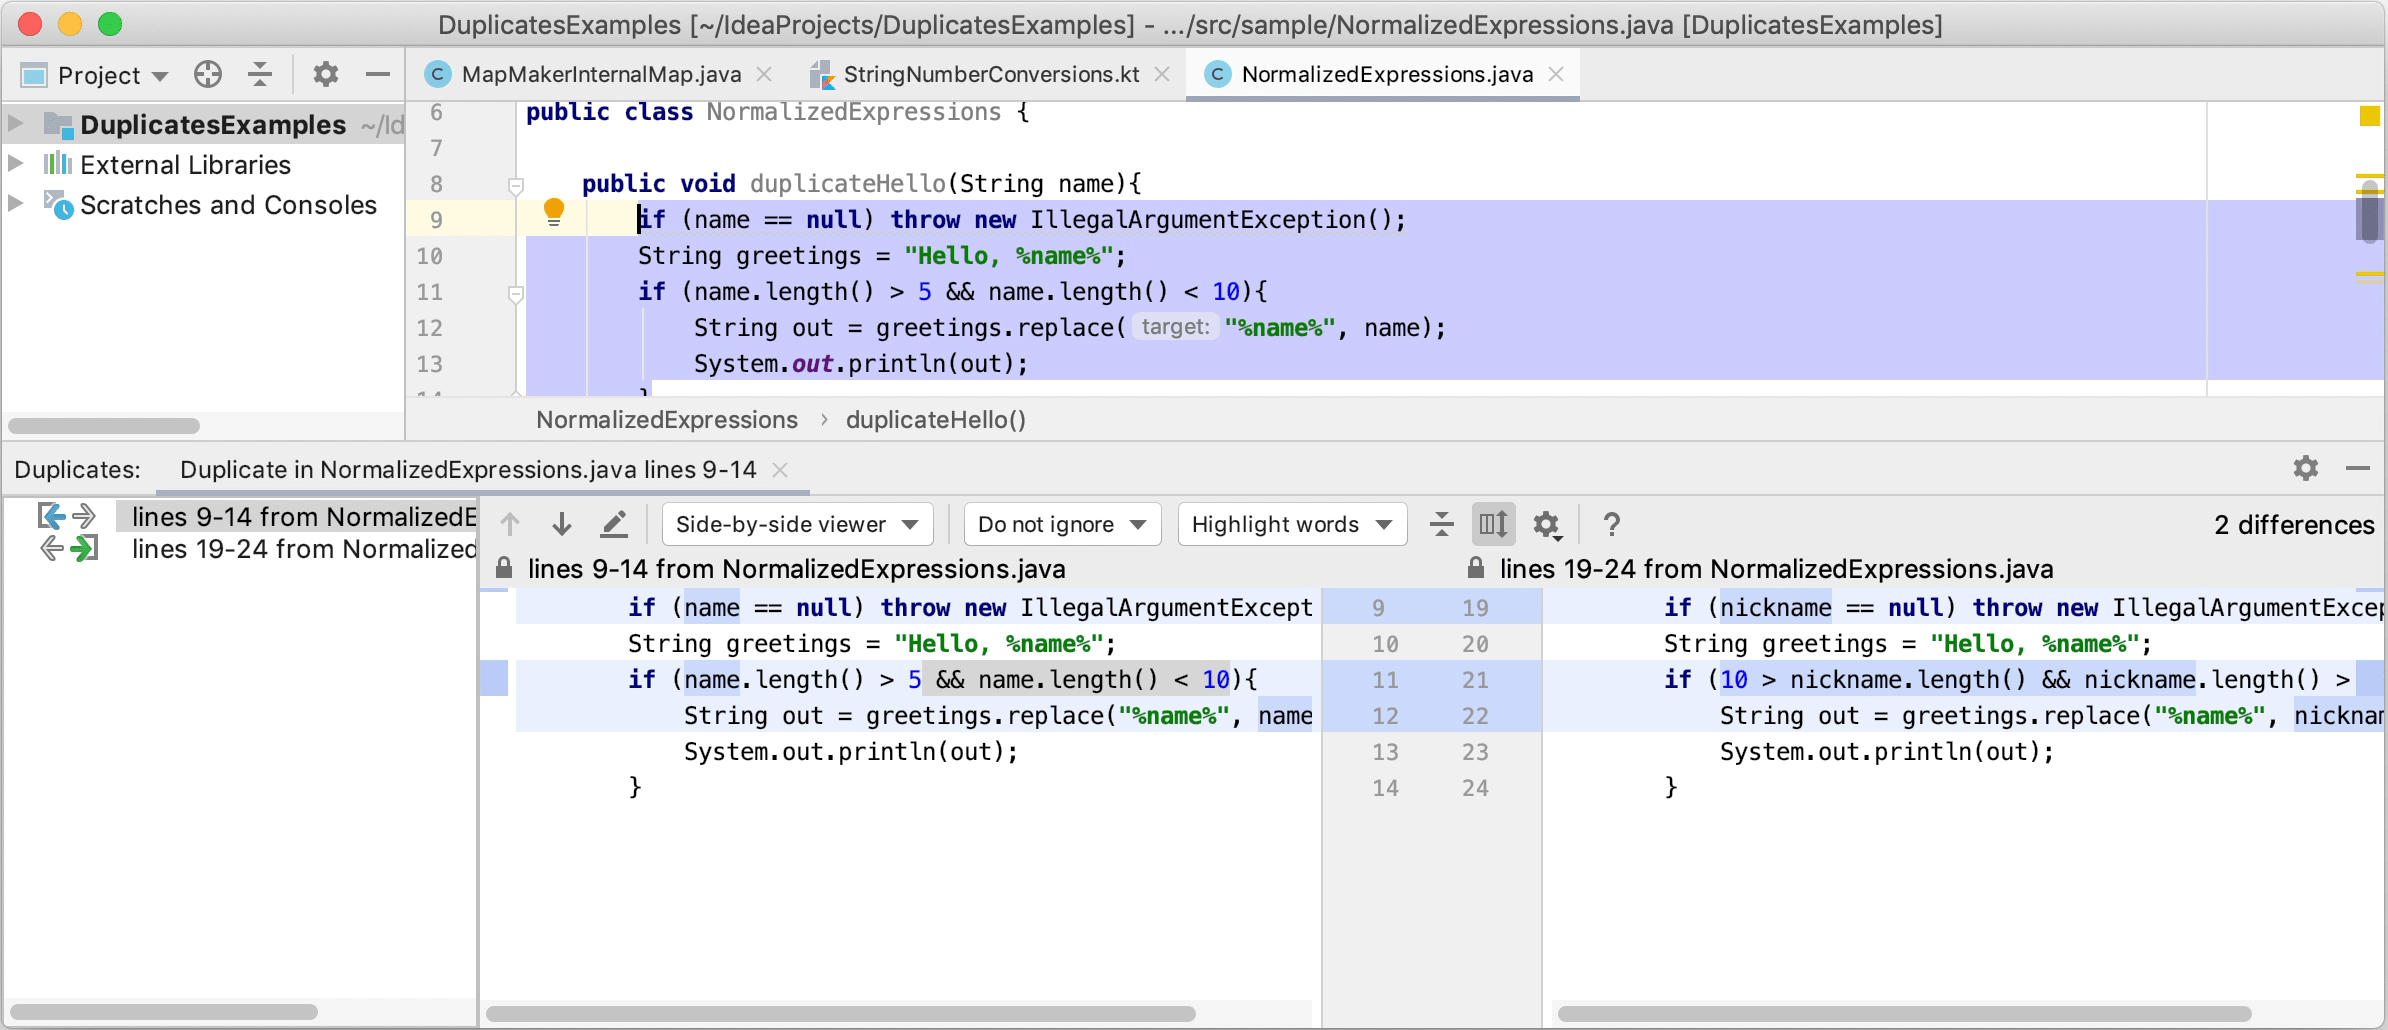 DuplicatesExamples [~/IdeaProjects/DuplicatesExamples] - .../src/sample/NormalizedExpressions.java [DuplicatesExamples]
Project
MapMakerInternalMap.java
StringNumberConversions.kt
NormalizedExpressions.java
DuplicatesExamples ~/Id
External Libraries
Scratches and Consoles
6 public class NormalizedExpressions {
7
8 public void duplicateHello(String name){
9 if (name == null) throw new IllegalArgumentException();
10 String greetings = "Hello, %name%";
11 if (name.length() > 5 && name.length() < 10){
12 String out = greetings.replace( target: "%name%", name);
13 System.out.println(out);
14 }
NormalizedExpressions › duplicateHello()
Duplicates: Duplicate in NormalizedExpressions.java lines 9-14
lines 9-14 from NormalizedE
lines 19-24 from Normalized
Side-by-side viewer
Do not ignore
Highlight words
?
2 differences
lines 9-14 from NormalizedExpressions.java
if (name == null) throw new IllegalArgumentExcept
String greetings = "Hello, %name%";
if (name.length() > 5 && name.length() < 10){
String out = greetings.replace("%name%", name
System.out.println(out);
}
9 19
10 20
11 21
12 22
13 23
14 24
lines 19-24 from NormalizedExpressions.java
if (nickname == null) throw new IllegalArgumentExcep
String greetings = "Hello, %name%";
if (10 > nickname.length() && nickname.length() >
String out = greetings.replace("%name%", nicknam
System.out.println(out);
}